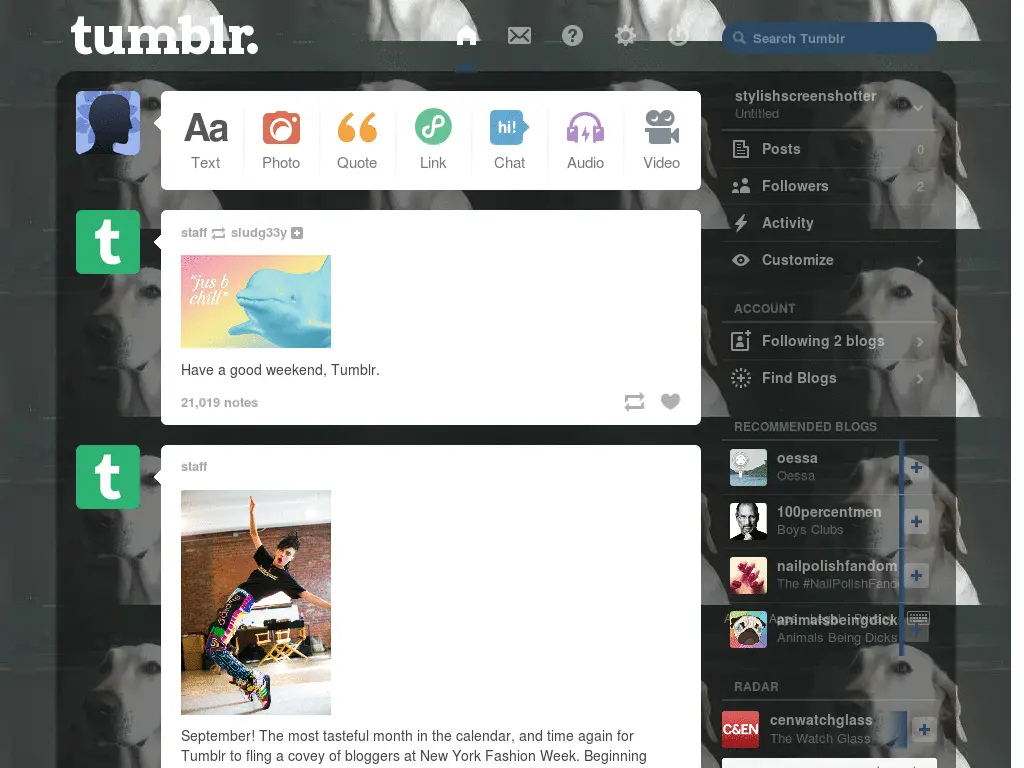 tumblr.
Search Tumblr
Aa
Text
Photo
Quote
Link
hi!
Chat
Audio
Video
staff sludg33y
"jus b
chill"
Have a good weekend, Tumblr.
21,019 notes
staff
September! The most tasteful month in the calendar, and time again for
Tumblr to fling a covey of bloggers at New York Fashion Week. Beginning
stylishscreenshotter
Untitled
Posts 0
Followers 2
Activity
Customize
ACCOUNT
Following 2 blogs
Find Blogs
RECOMMENDED BLOGS
oessa
Oessa
100percentmen
Boys Clubs
nailpolishfandom
The #NailPolishFand
animalsbeingdick
Animals Being Dicks
RADAR
C&EN
cenwatchglass
The Watch Glass